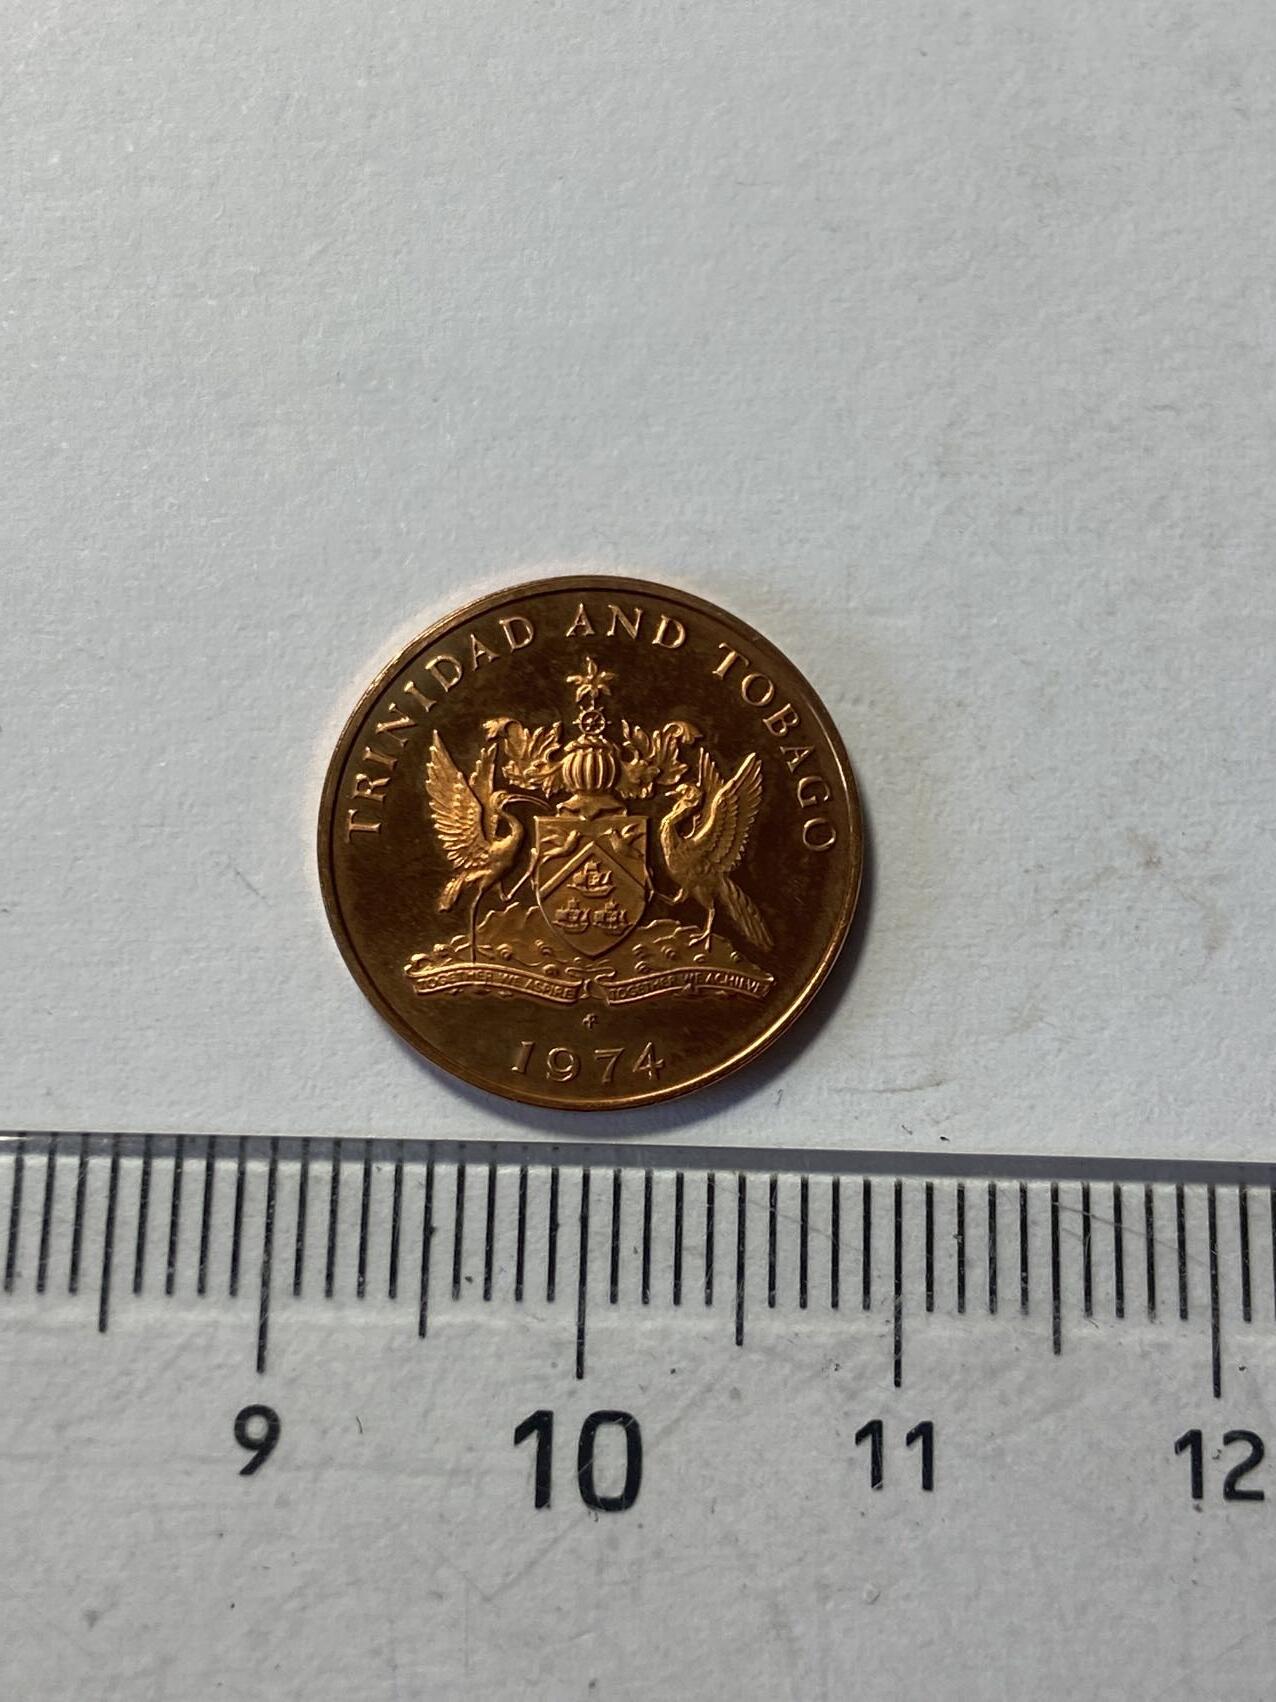 TRINIDAD AND TOBAGO
TOGETHER WE ASPIRE TOGETHER WE ACHIEVE
1974
9 10 11 12